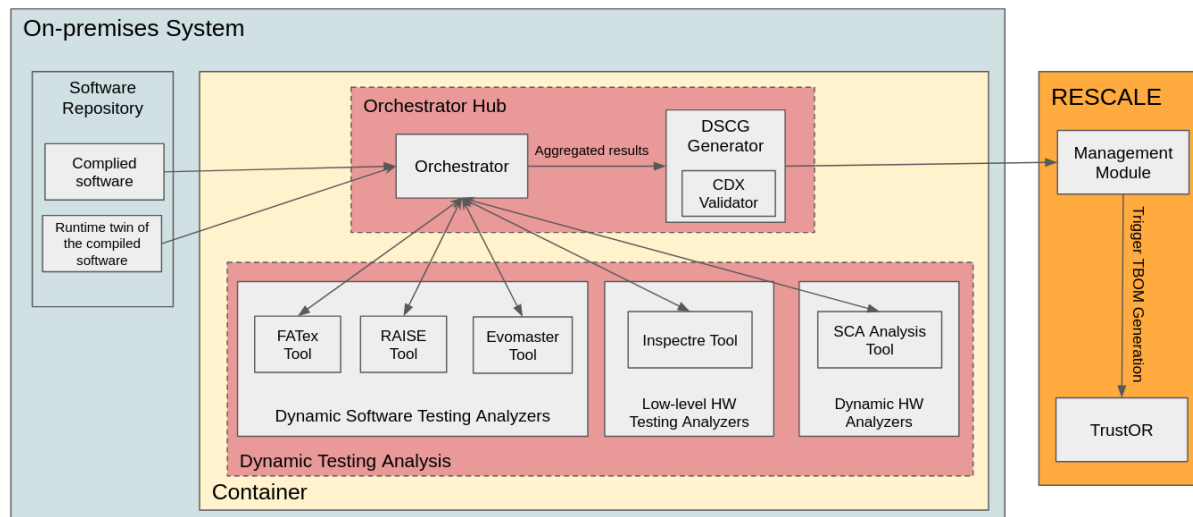 On-premises System
Software
Repository
Complied
software
Runtime twin of
the compiled
software
Orchestrator Hub
Orchestrator
Aggregated results
DSCG
Generator
CDX
Validator
RESCALE
Management
Module
Trigger TBOM Generation
TrustOR
FATex
Tool
RAISE
Tool
Evomaster
Tool
Dynamic Software Testing Analyzers
Inspectre Tool
Low-level HW
Testing Analyzers
SCA Analysis
Tool
Dynamic HW
Analyzers
Dynamic Testing Analysis
Container